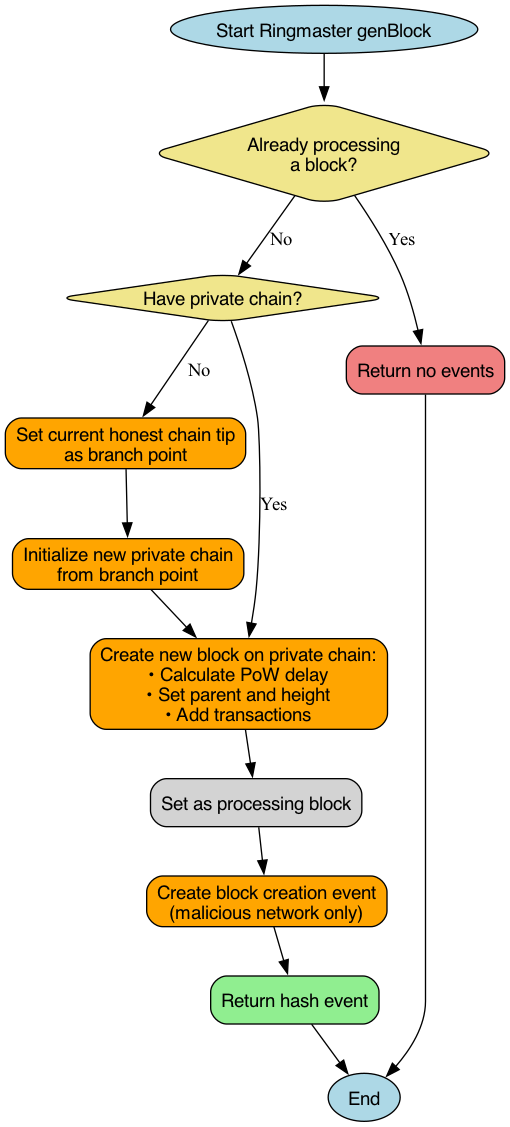 Start Ringmaster genBlock
Already processing
a block?
No
Yes
Have private chain?
Return no events
No
Set current honest chain tip
as branch point
Yes
Initialize new private chain
from branch point
Create new block on private chain:
• Calculate PoW delay
• Set parent and height
• Add transactions
Set as processing block
Create block creation event
(malicious network only)
Return hash event
End